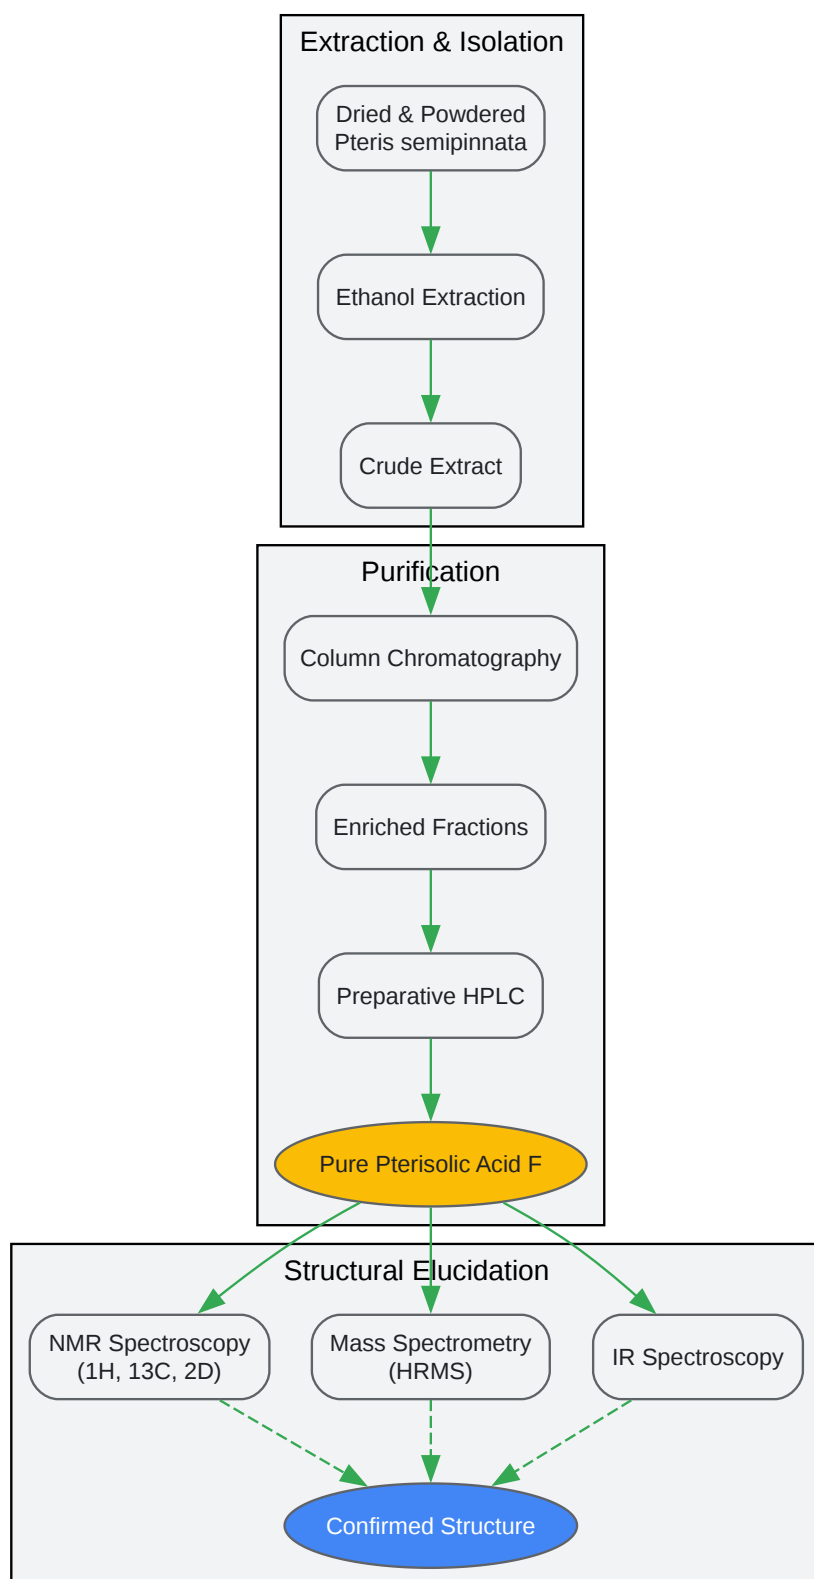 Extraction & Isolation
Dried & Powdered
Pteris semipinnata
Ethanol Extraction
Crude Extract
Purification
Column Chromatography
Enriched Fractions
Preparative HPLC
Pure Pterisolic Acid F
Structural Elucidation
NMR Spectroscopy
(1H, 13C, 2D)
Mass Spectrometry
(HRMS)
IR Spectroscopy
Confirmed Structure